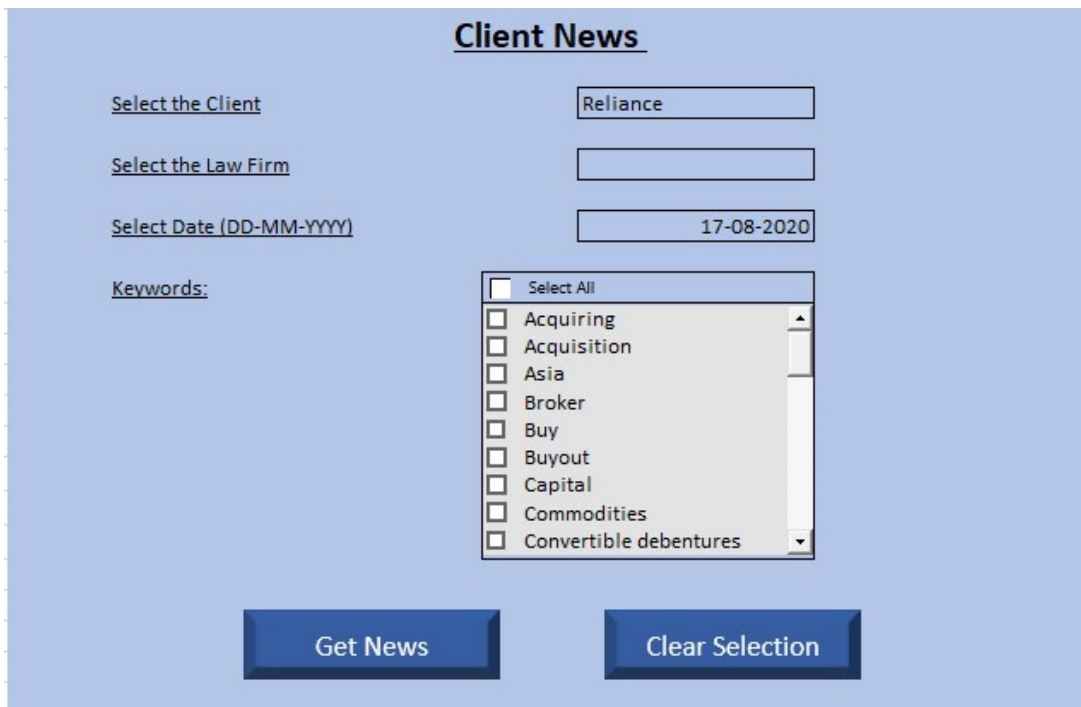 Client News
Select the Client Reliance
Select the Law Firm
Select Date (DD-MM-YYYY) 17-08-2020
Keywords: Select All
Acquiring
Acquisition
Asia
Broker
Buy
Buyout
Capital
Commodities
Convertible debentures
Get News Clear Selection